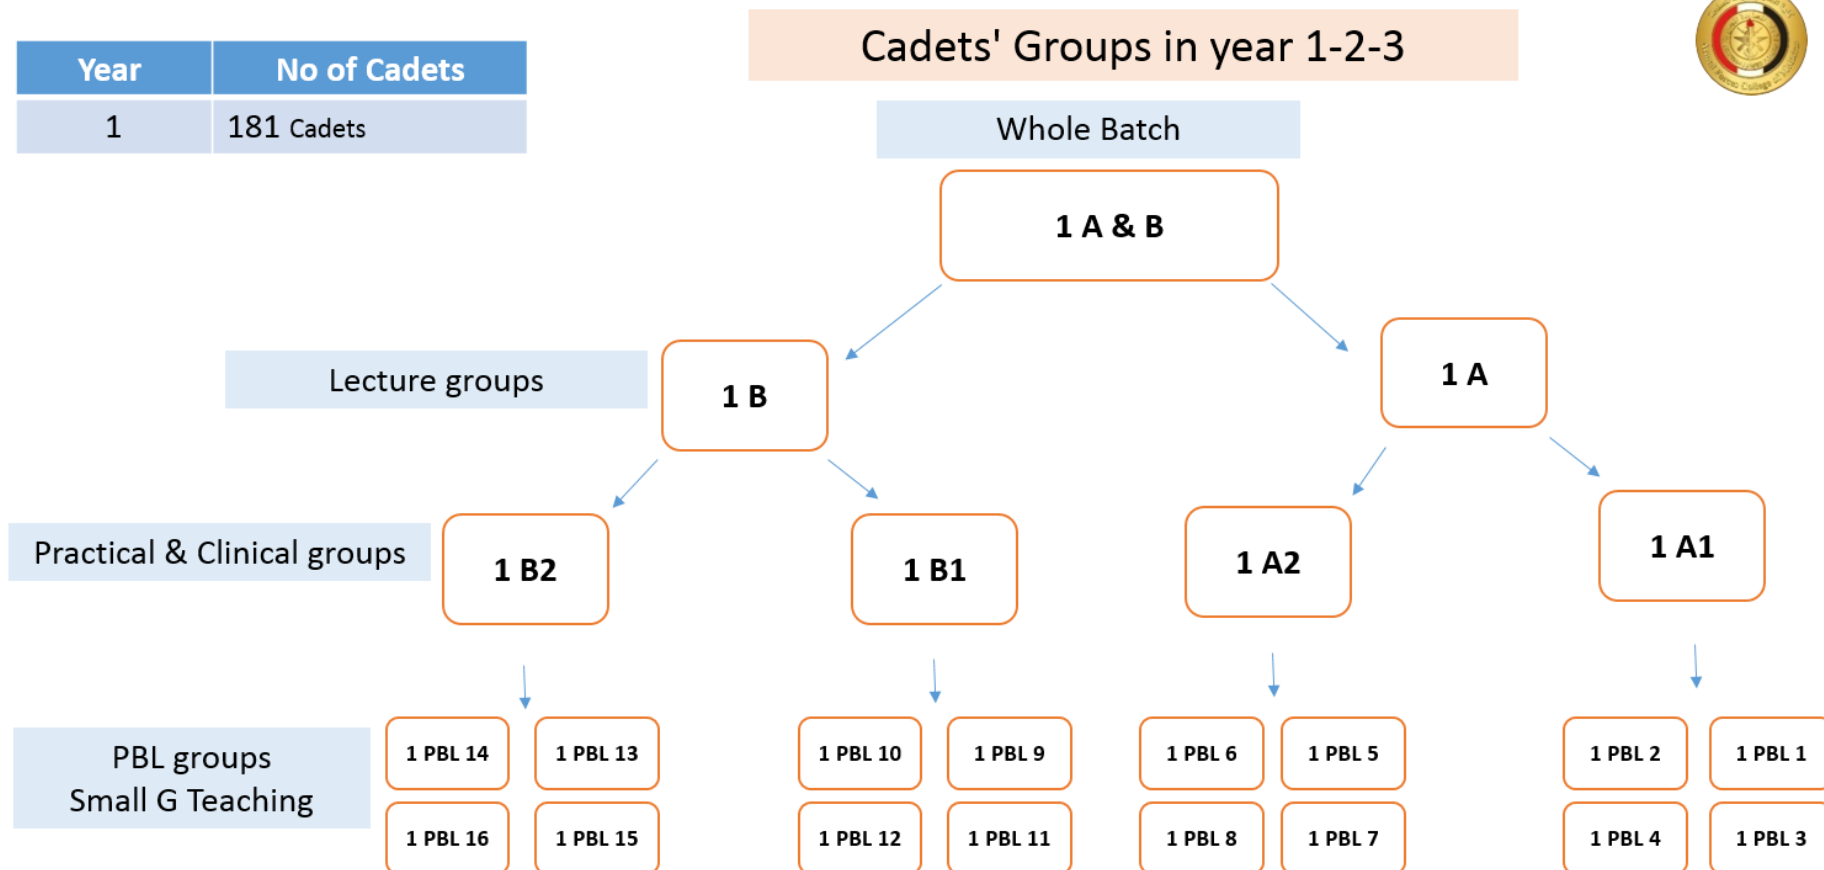 Cadets' Groups in year 1-2-3
Year No of Cadets
1 181 Cadets
Whole Batch
1 A & B
Lecture groups
1 B
1 A
Practical & Clinical groups
1 B2
1 B1
1 A2
1 A1
PBL groups
Small G Teaching
1 PBL 14 1 PBL 13 1 PBL 10 1 PBL 9 1 PBL 6 1 PBL 5 1 PBL 2 1 PBL 1
1 PBL 16 1 PBL 15 1 PBL 12 1 PBL 11 1 PBL 8 1 PBL 7 1 PBL 4 1 PBL 3